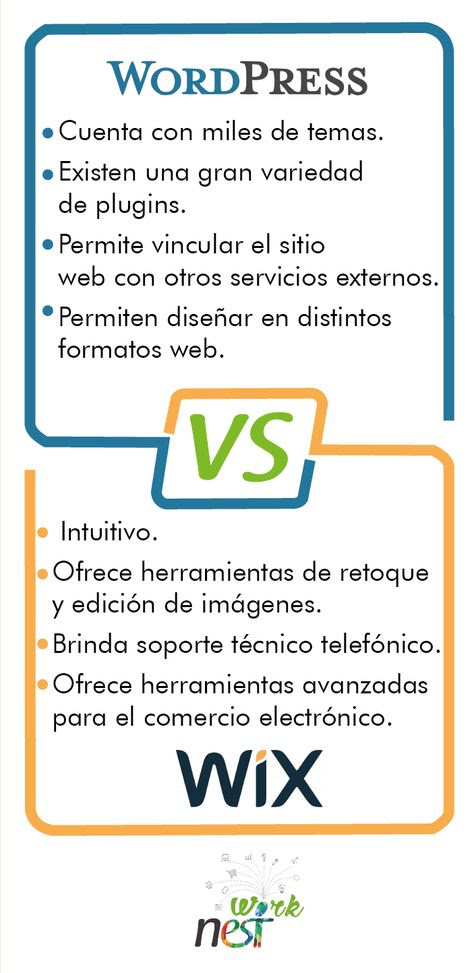 WORDPRESS
Cuenta con miles de temas.
Existen una gran variedad
de plugins.
Permite vincular el sitio
web con otros servicios externos.
Permiten diseñar en distintos
formatos web.
VS
Intuitivo.
Ofrece herramientas de retoque
y edición de imágenes.
Brinda soporte técnico telefónico.
Ofrece herramientas avanzadas
para el comercio electrónico.
WiX
work
nest